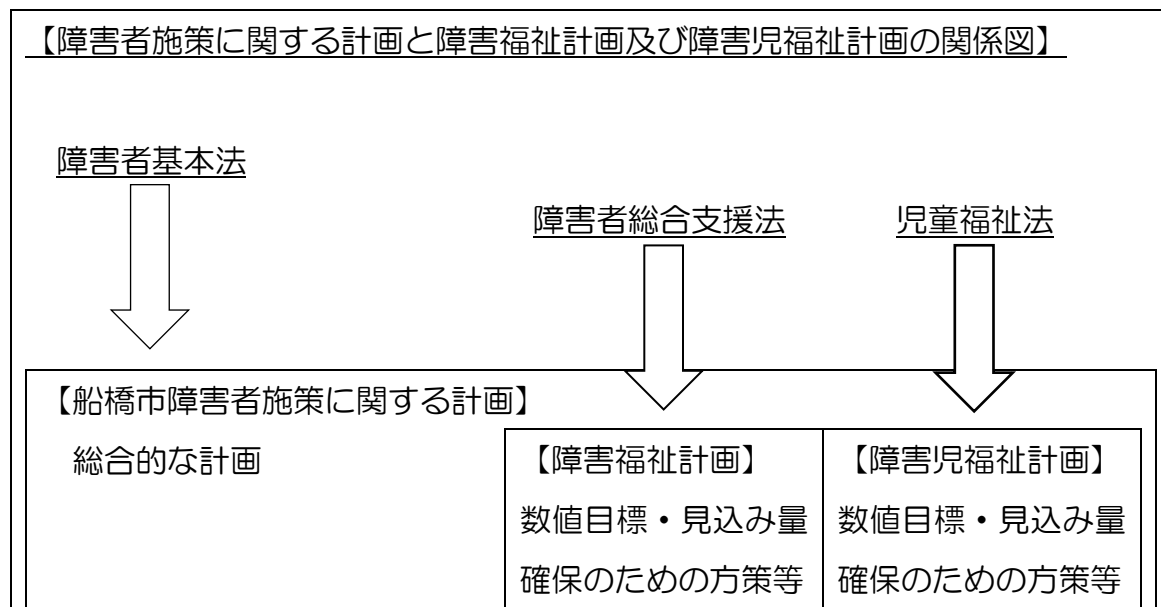 【障害者施策に関する計画と障害福祉計画及び障害児福祉計画の関係図】
障害者基本法
障害者総合支援法
児童福祉法
【船橋市障害者施策に関する計画】
総合的な計画
【障害福祉計画】
数値目標・見込み量
確保のための方策等
【障害児福祉計画】
数値目標・見込み量
確保のための方策等